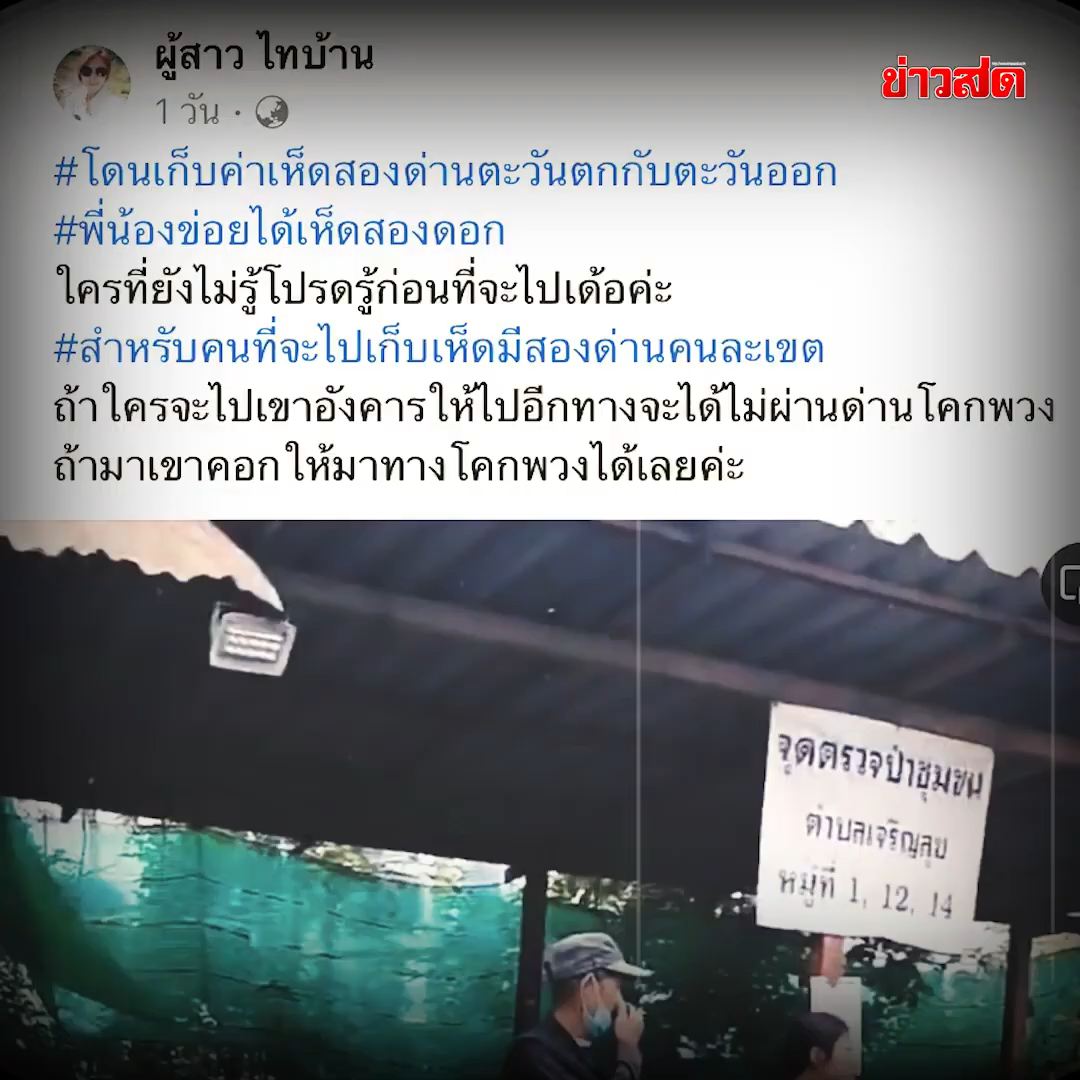 ผู้สาว ไทบ้าน
ข่าวสด
1 วัน ·
#โดนเก็บค่าเห็ดสองด่านตะวันตกกับตะวันออก
#พี่น้องข่อยได้เห็ดสองดอก
ใครที่ยังไม่รู้โปรดรู้ก่อนที่จะไปเด้อค่ะ
#สำหรับคนที่จะไปเก็บเห็ดมีสองด่านคนละเขต
ถ้าใครจะไปเขาอังคารให้ไปอีกทางจะได้ไม่ผ่านด่านโคกพวง
ถ้ามาเขาคอกให้มาทางโคกพวงได้เลยค่ะ
จุดตรวจป่าชุมชน
ตำบลเจริญสุข
หมู่ที่ 1, 12, 14